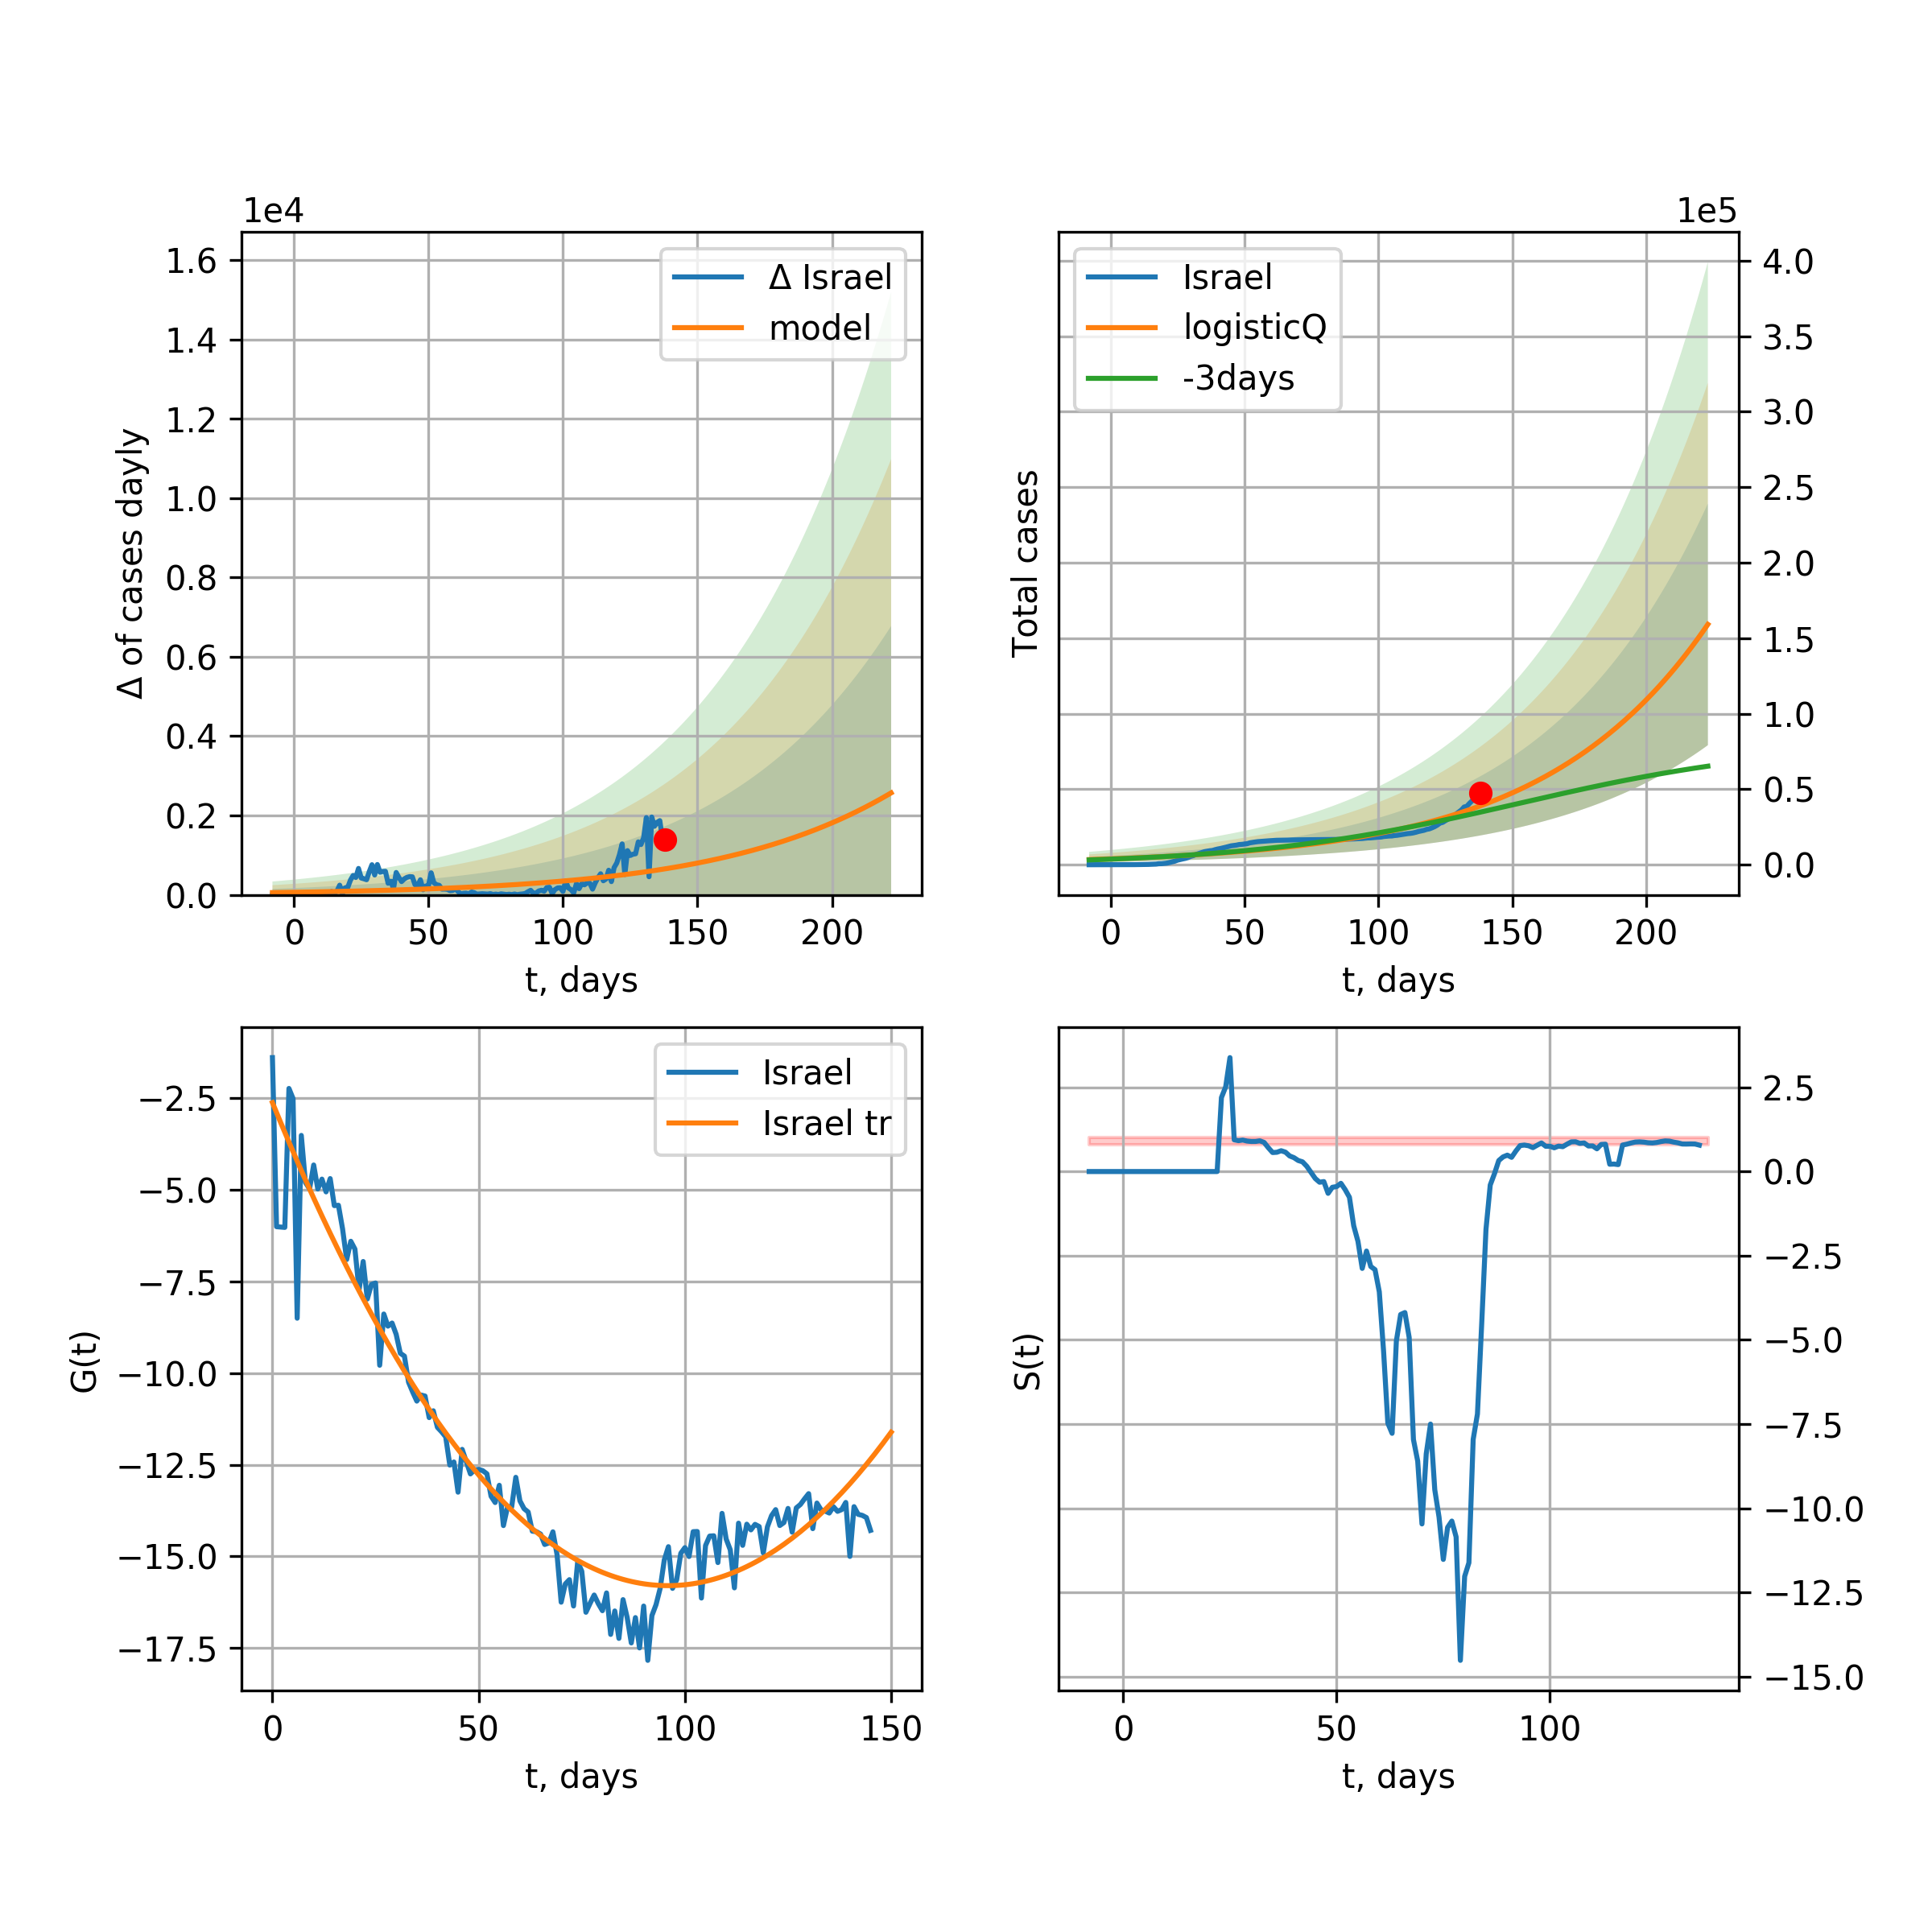 1e4
Δ of cases dayly
1.6
1.4
1.2
1.0
0.8
0.6
0.4
0.2
0.0
Δ Israel
model
0 50 100 150 200
t, days
1e5
Total cases
Israel
logisticQ
-3days
4.0
3.5
3.0
2.5
2.0
1.5
1.0
0.5
0.0
0 50 100 150 200
t, days
G(t)
−2.5
−5.0
−7.5
−10.0
−12.5
−15.0
−17.5
Israel
Israel tr
0 50 100 150
t, days
S(t)
2.5
0.0
−2.5
−5.0
−7.5
−10.0
−12.5
−15.0
0 50 100
t, days